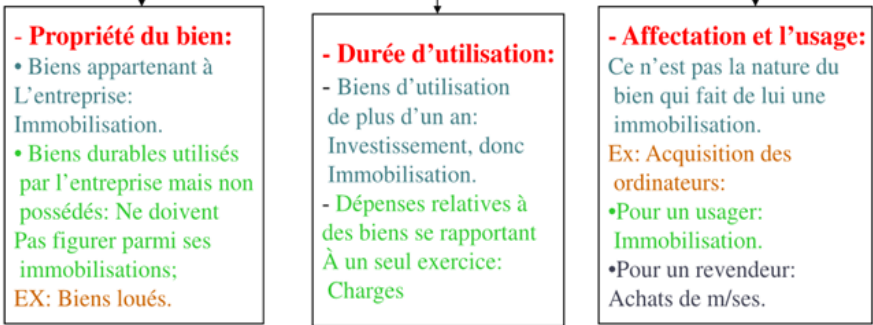 - Propriété du bien:
• Biens appartenant à
L'entreprise:
Immobilisation.
• Biens durables utilisés
par l'entreprise mais non
possédés: Ne doivent
Pas figurer parmi ses
immobilisations;
EX: Biens loués.
- Durée d'utilisation:
- Biens d'utilisation
de plus d'un an:
Investissement, donc
Immobilisation.
- Dépenses relatives à
des biens se rapportant
À un seul exercice:
Charges
- Affectation et l'usage:
Ce n'est pas la nature du
bien qui fait de lui une
immobilisation.
Ex: Acquisition des
ordinateurs:
•Pour un usager:
Immobilisation.
•Pour un revendeur:
Achats de m/ses.